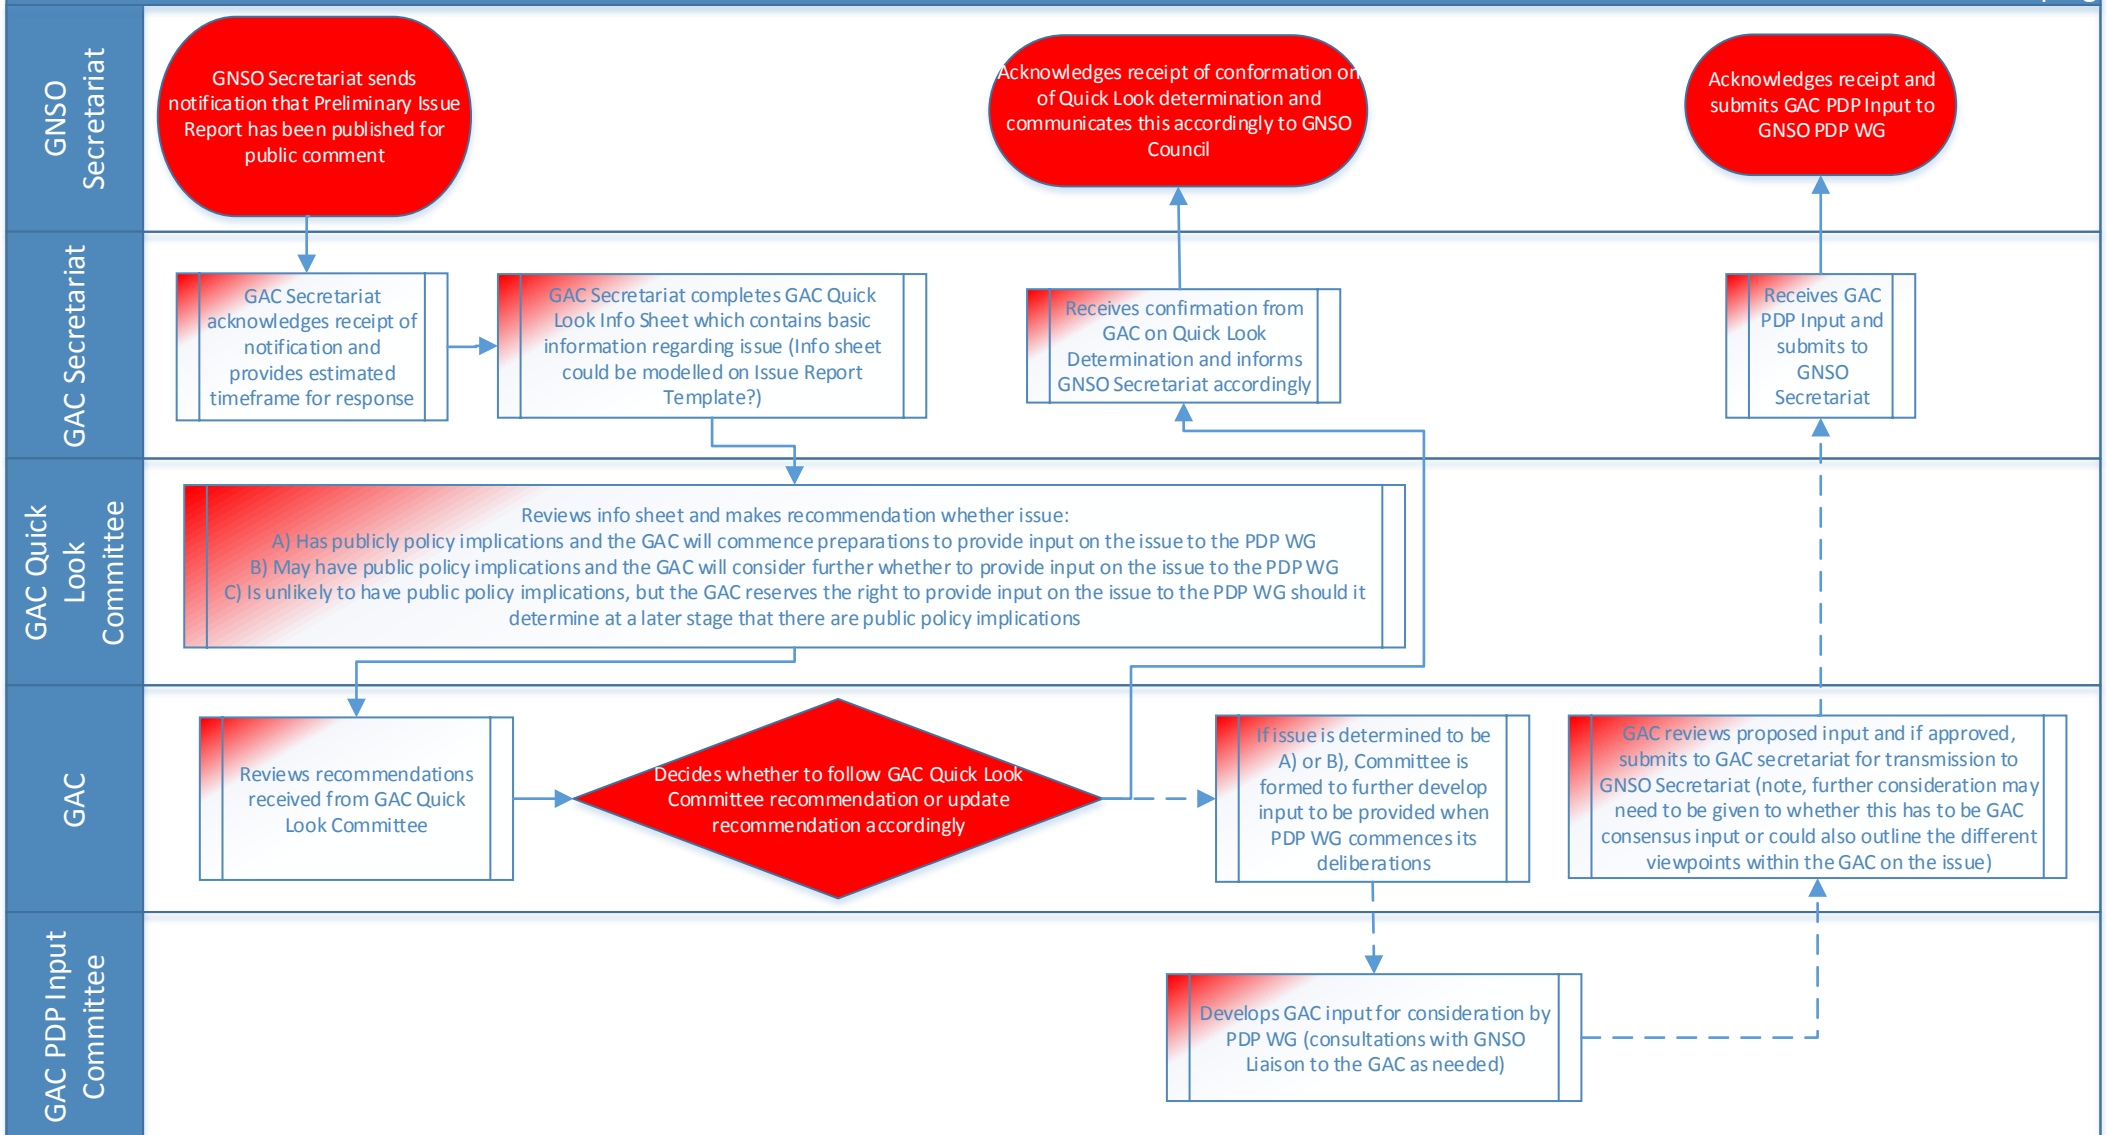 GNSO
Secretariat
GNSO Secretariat sends
notification that Preliminary Issue
Report has been published for
public comment
Acknowledges receipt of conformation on
of Quick Look determination and
communicates this accordingly to GNSO
Council
Acknowledges receipt and
submits GAC PDP Input to
GNSO PDP WG
GAC Secretariat
GAC Secretariat
acknowledges receipt of
notification and
provides estimated
timeframe for response
GAC Secretariat completes GAC Quick
Look Info Sheet which contains basic
information regarding issue (Info sheet
could be modelled on Issue Report
Template?)
Receives confirmation from
GAC on Quick Look
Determination and informs
GNSO Secretariat accordingly
Receives GAC
PDP Input and
submits to
GNSO
Secretariat
GAC Quick
Look
Committee
Reviews info sheet and makes recommendation whether issue:
A) Has publicly policy implications and the GAC will commence preparations to provide input on the issue to the PDP WG
B) May have public policy implications and the GAC will consider further whether to provide input on the issue to the PDP WG
C) Is unlikely to have public policy implications, but the GAC reserves the right to provide input on the issue to the PDP WG should it
determine at a later stage that there are public policy implications
GAC
Reviews recommendations
received from GAC Quick
Look Committee
Decides whether to follow GAC Quick Look
Committee recommendation or update
recommendation accordingly
If issue is determined to be
A) or B), Committee is
formed to further develop
input to be provided when
PDP WG commences its
deliberations
GAC reviews proposed input and if approved,
submits to GAC secretariat for transmission to
GNSO Secretariat (note, further consideration may
need to be given to whether this has to be GAC
consensus input or could also outline the different
viewpoints within the GAC on the issue)
GAC PDP Input
Committee
Develops GAC input for consideration by
PDP WG (consultations with GNSO
Liaison to the GAC as needed)